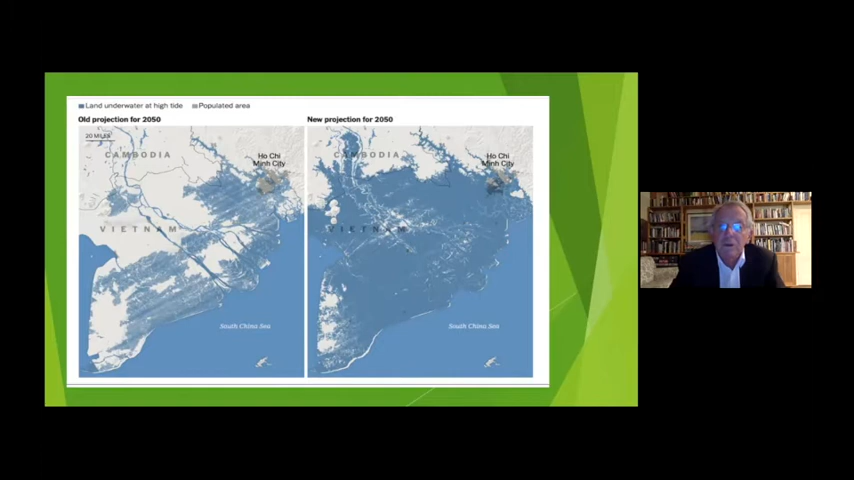 Land underwater at high tide Populated area
Old projection for 2050
New projection for 2050
20 MILES
CAMBODIA
Ho Chi
Minh City
VIETNAM
South China Sea
CAMBODIA
Ho Chi
Minh City
VIETNAM
South China Sea